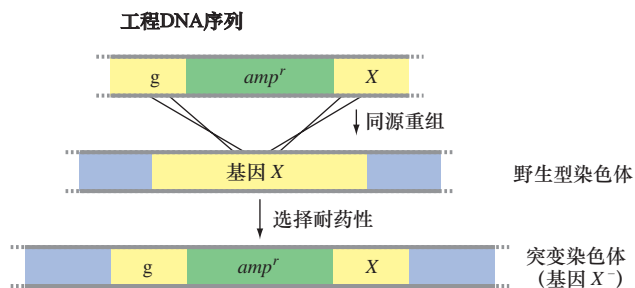 工程DNA序列
g amp^r X
同源重组
基因 X
野生型染色体
选择耐药性
g amp^r X
突变染色体
（基因 X⁻）